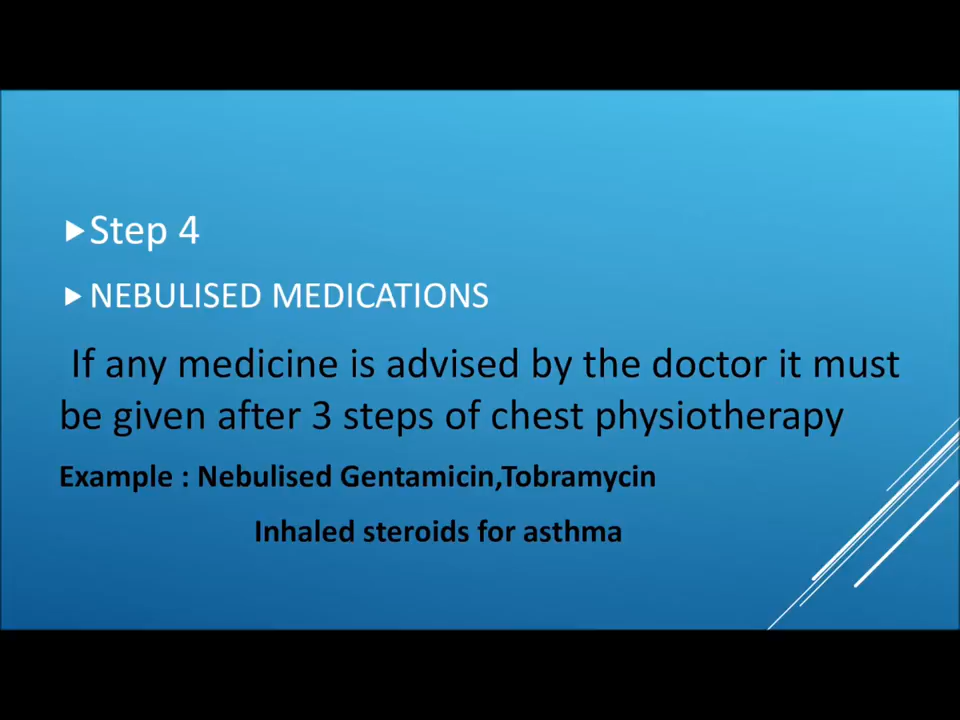 Step 4
NEBULISED MEDICATIONS
If any medicine is advised by the doctor it must
be given after 3 steps of chest physiotherapy
Example : Nebulised Gentamicin,Tobramycin
Inhaled steroids for asthma